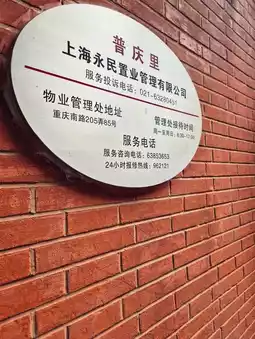 普庆里
上海永民置业管理有限公司
服务投诉电话：021-63280451
物业管理处地址
重庆南路205弄85号
管理处接待时间
服务电话
服务咨询电话：63853653
24小时报修热线：962121